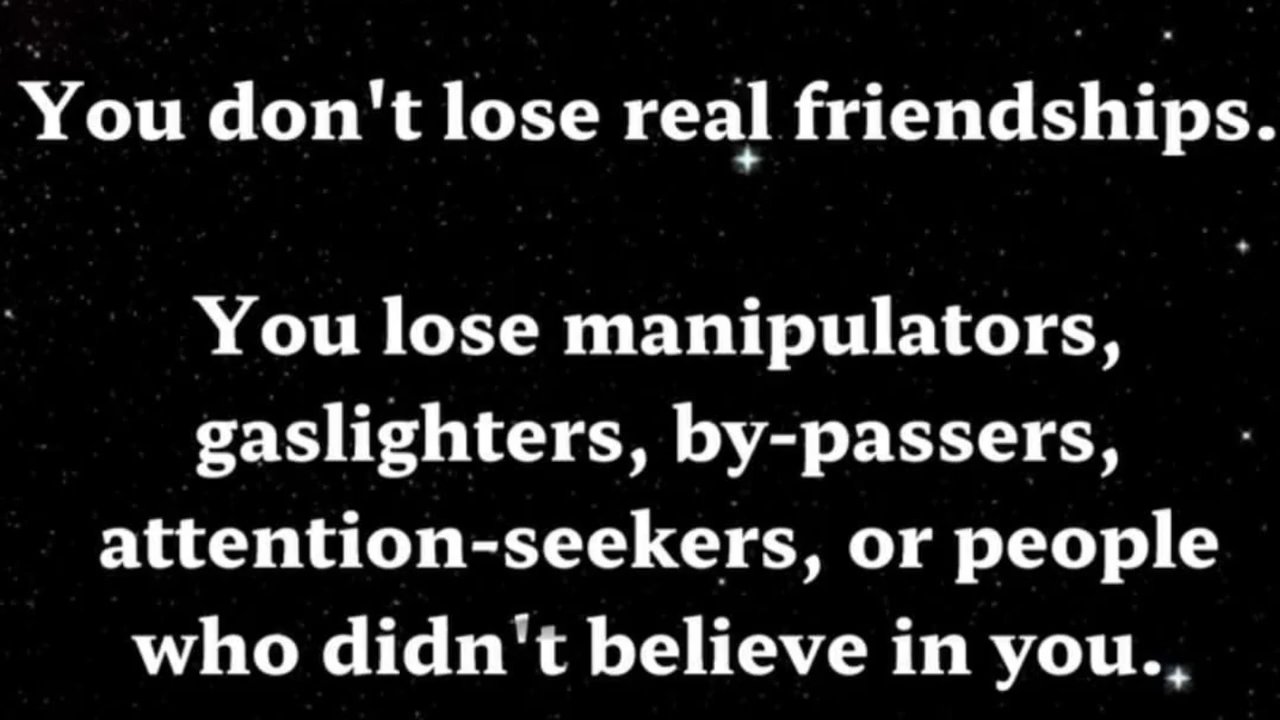 You don't lose real friendships.
You lose manipulators,
gaslighters, by-passers,
attention-seekers, or people
who didn't believe in you.